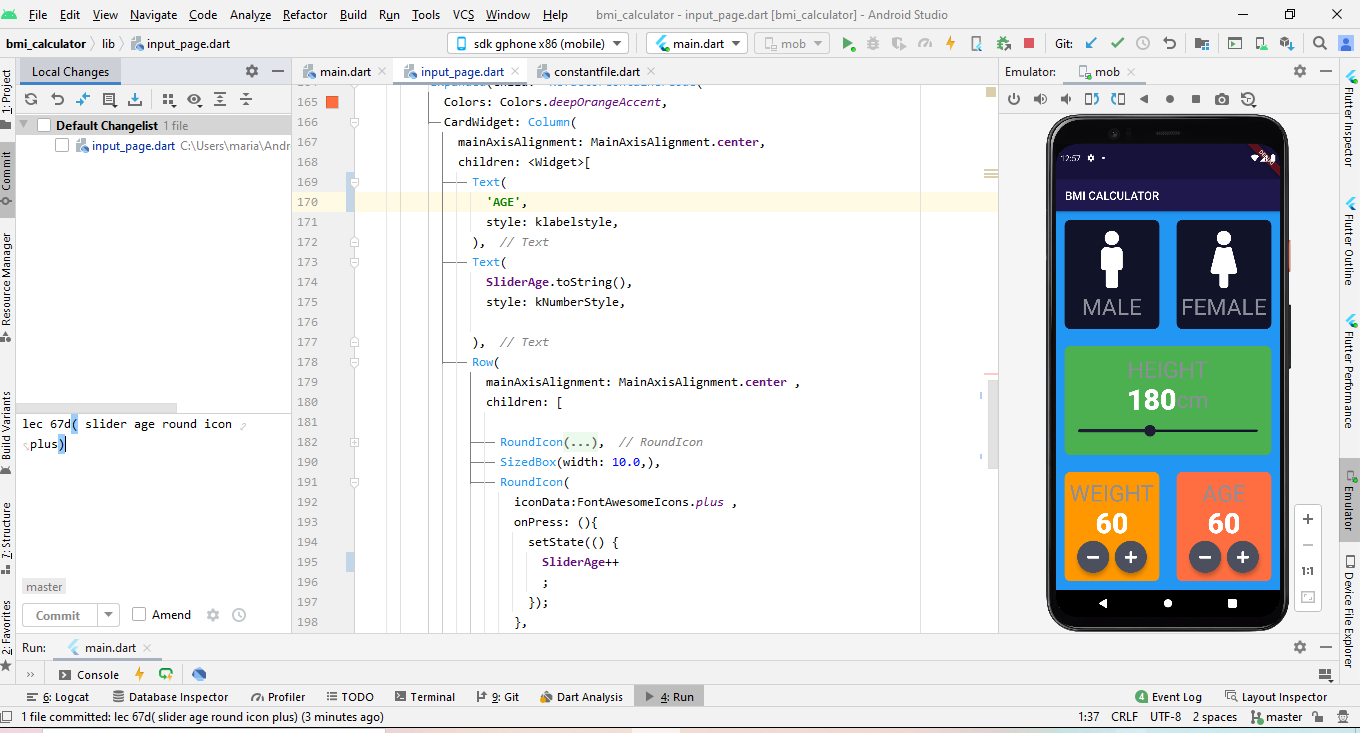 File Edit View Navigate Code Analyze Refactor Build Run Tools VCS Window Help bmi_calculator - input_page.dart [bmi_calculator] - Android Studio
bmi_calculator lib input_page.dart sdk gphone x86 (mobile) main.dart mob Git:
Local Changes main.dart input_page.dart constantfile.dart Emulator: mob
Default Changelist 1 file
input_page.dart C:\Users\maria\Andr
165 Colors: Colors.deepOrangeAccent,
166 CardWidget: Column(
167 mainAxisAlignment: MainAxisAlignment.center,
168 children: <Widget>[
169 Text(
170 'AGE',
171 style: klabelstyle,
172 ), // Text
173 Text(
174 SliderAge.toString(),
175 style: kNumberStyle,
176
177 ), // Text
178 Row(
179 mainAxisAlignment: MainAxisAlignment.center ,
180 children: [
181
182 RoundIcon(...), // RoundIcon
190 SizedBox(width: 10.0,),
191 RoundIcon(
192 iconData:FontAwesomeIcons.plus ,
193 onPress: (){
194 setState(() {
195 SliderAge++
196 ;
197 });
198 },
lec 67d( slider age round icon
plus)
master
Commit Amend
1: Project
Commit
Resource Manager
Build Variants
7: Structure
2: Favorites
12:57
DEBUG
BMI CALCULATOR
MALE FEMALE
HEIGHT
180cm
WEIGHT AGE
60 60
1:1
Flutter Inspector
Flutter Outline
Flutter Performance
Emulator
Device File Explorer
Run: main.dart
Console
6: Logcat Database Inspector Profiler TODO Terminal 9: Git Dart Analysis 4: Run 4 Event Log Layout Inspector
1 file committed: lec 67d( slider age round icon plus) (3 minutes ago) 1:37 CRLF UTF-8 2 spaces master